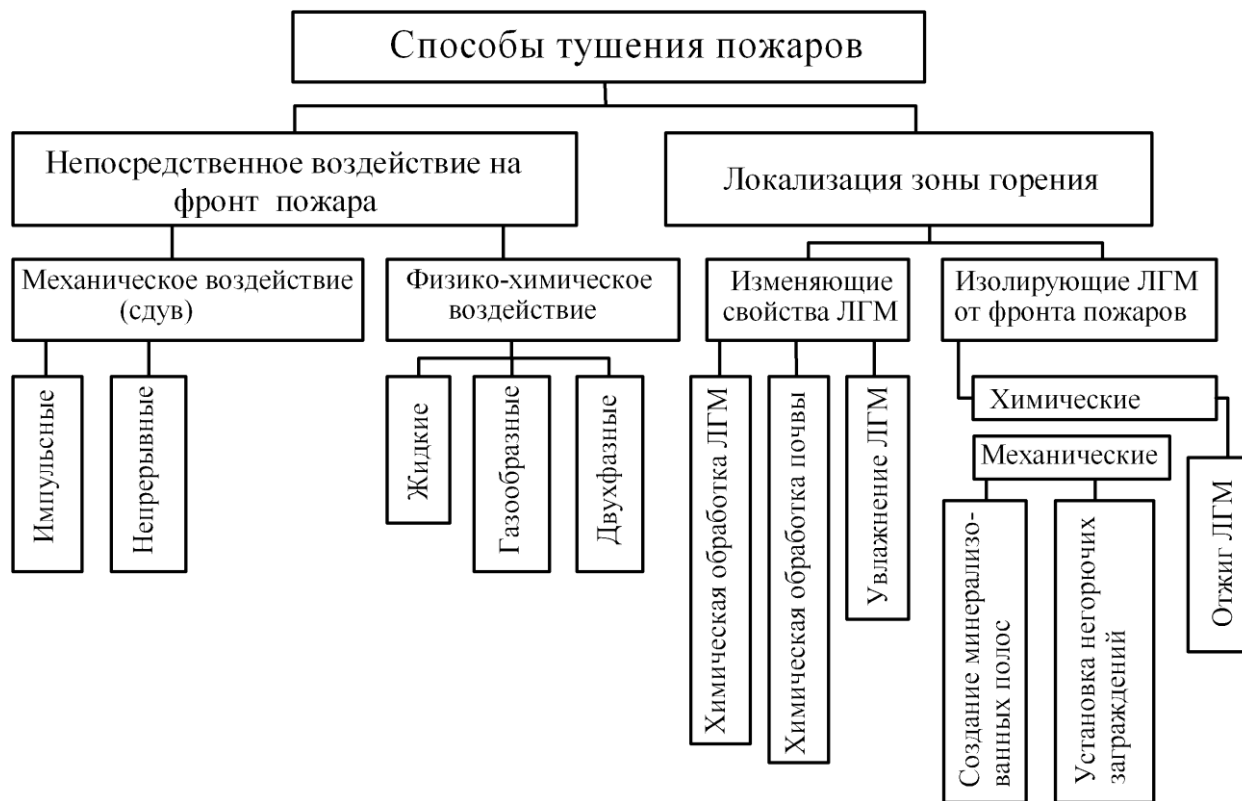 Способы тушения пожаров
Непосредственное воздействие на
фронт пожара
Локализация зоны горения
Механическое воздействие
(сдув)
Физико-химическое
воздействие
Изменяющие
свойства ЛГМ
Изолирующие ЛГМ
от фронта пожаров
Импульсные
Непрерывные
Жидкие
Газообразные
Двухфазные
Химическая обработка ЛГМ
Химическая обработка почвы
Увлажнение ЛГМ
Химические
Механические
Создание минерализо-
ванных полос
Установка негорючих
заграждений
Отжиг ЛГМ